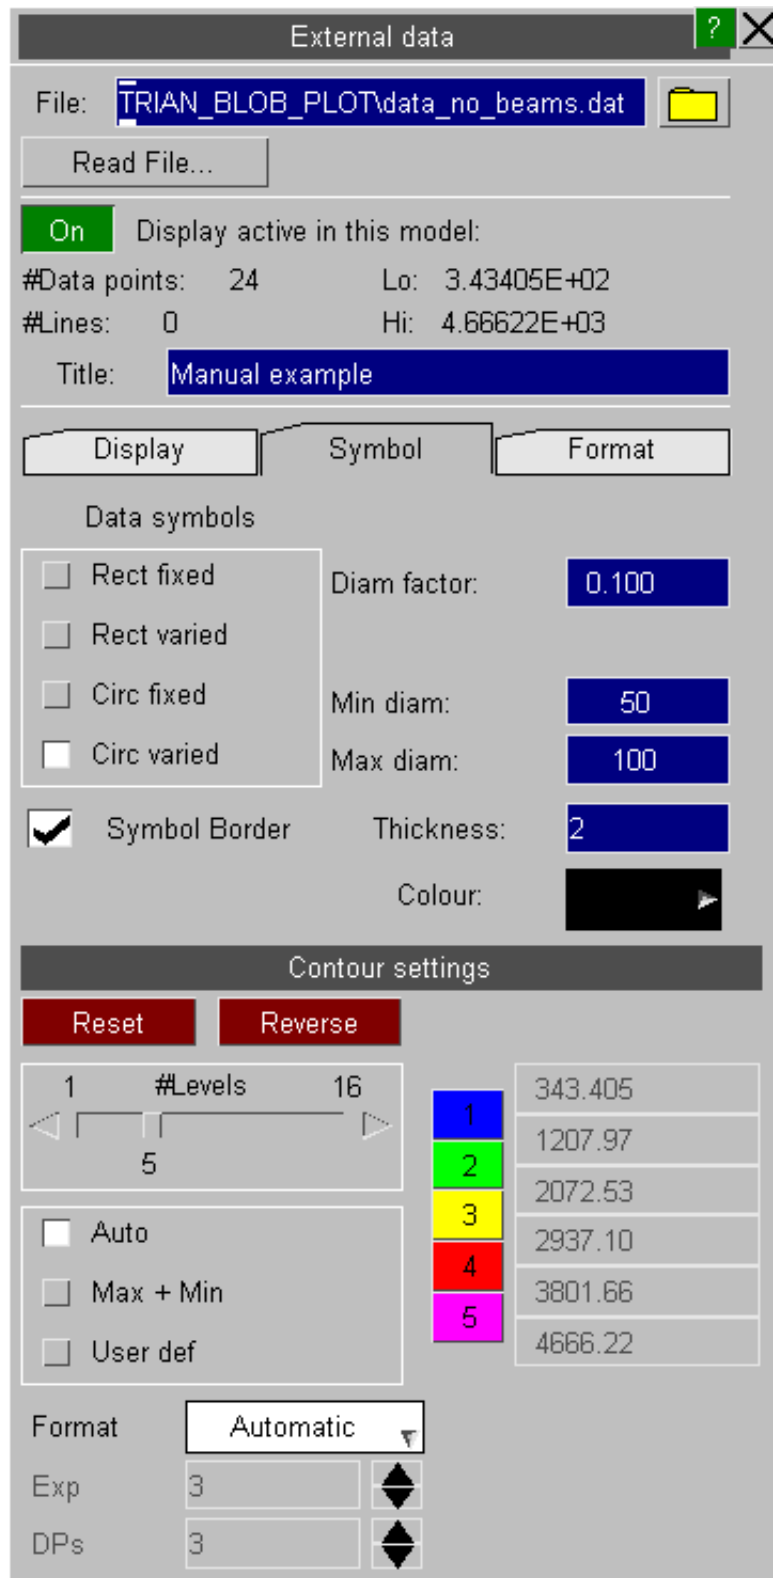 External data ?
File: TRIAN_BLOB_PLOT\data_no_beams.dat
Read File...
On Display active in this model:
#Data points: 24 Lo: 3.43405E+02
#Lines: 0 Hi: 4.66622E+03
Title: Manual example
Display Symbol Format
Data symbols
Rect fixed Diam factor: 0.100
Rect varied
Circ fixed Min diam: 50
Circ varied Max diam: 100
Symbol Border Thickness: 2
Colour:
Contour settings
Reset Reverse
1 #Levels 16
5
1
2
3
4
5
343.405
1207.97
2072.53
2937.10
3801.66
4666.22
Auto
Max + Min
User def
Format Automatic
Exp 3
DPs 3